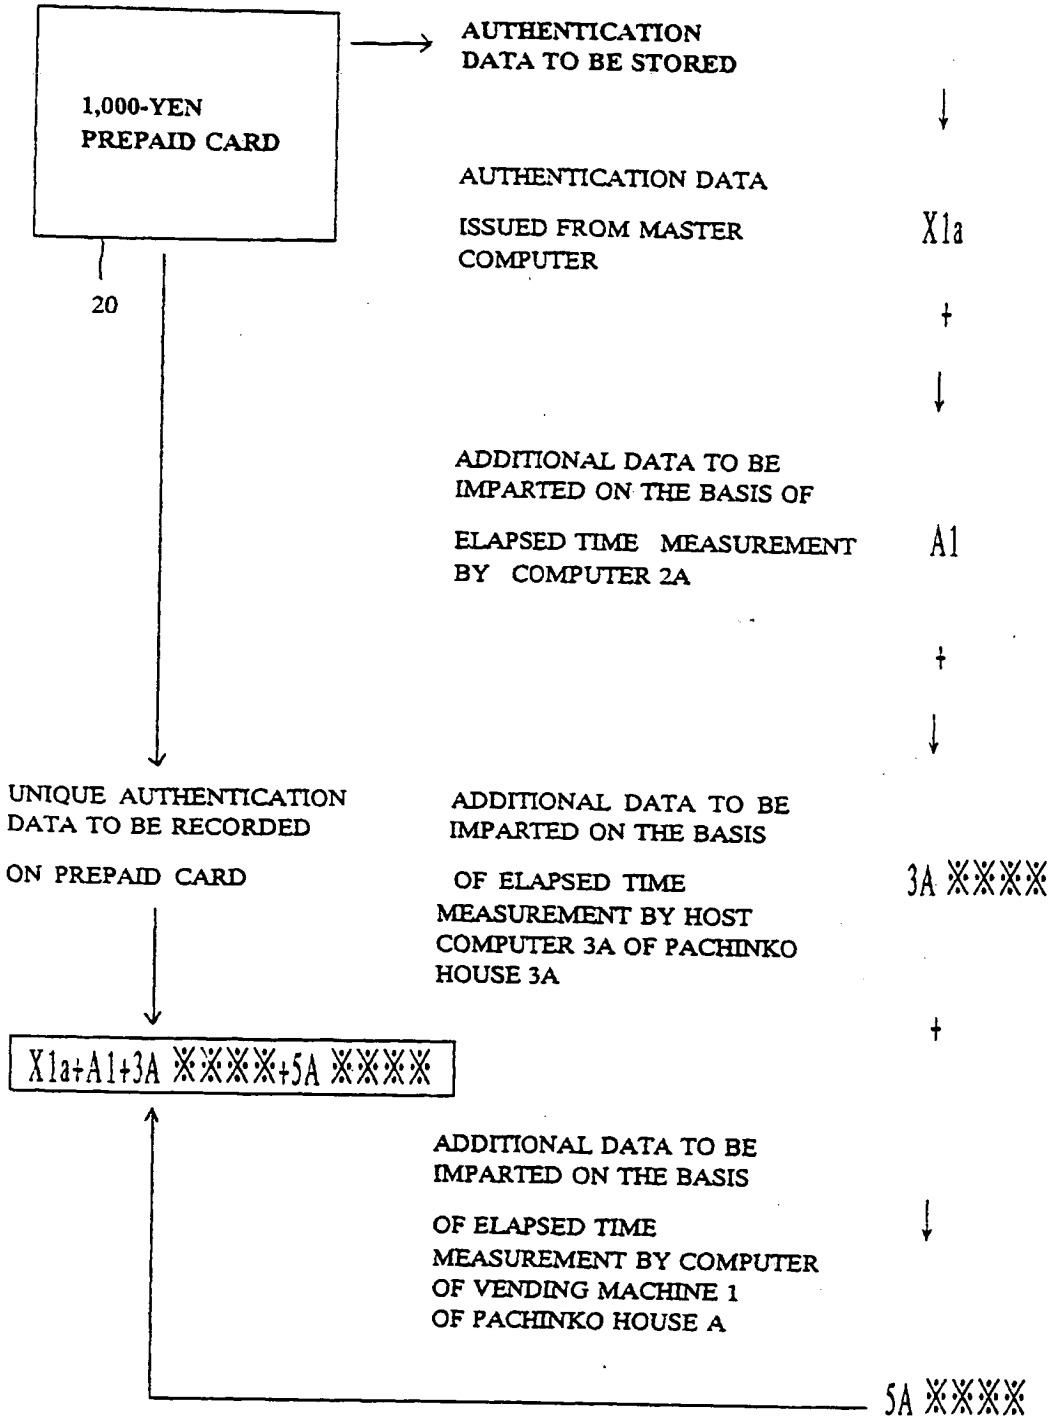 1,000-YEN
PREPAID CARD
20
AUTHENTICATION
DATA TO BE STORED
↓
AUTHENTICATION DATA
ISSUED FROM MASTER
COMPUTER
X1a
+
↓
ADDITIONAL DATA TO BE
IMPARTED ON THE BASIS OF
ELAPSED TIME MEASUREMENT
BY COMPUTER 2A
A1
+
↓
UNIQUE AUTHENTICATION
DATA TO BE RECORDED
ON PREPAID CARD
ADDITIONAL DATA TO BE
IMPARTED ON THE BASIS
OF ELAPSED TIME
MEASUREMENT BY HOST
COMPUTER 3A OF PACHINKO
HOUSE 3A
3A ※※※※
+
X1a+A1+3A ※※※※+5A ※※※※
ADDITIONAL DATA TO BE
IMPARTED ON THE BASIS
OF ELAPSED TIME
MEASUREMENT BY COMPUTER
OF VENDING MACHINE 1
OF PACHINKO HOUSE A
↓
5A ※※※※